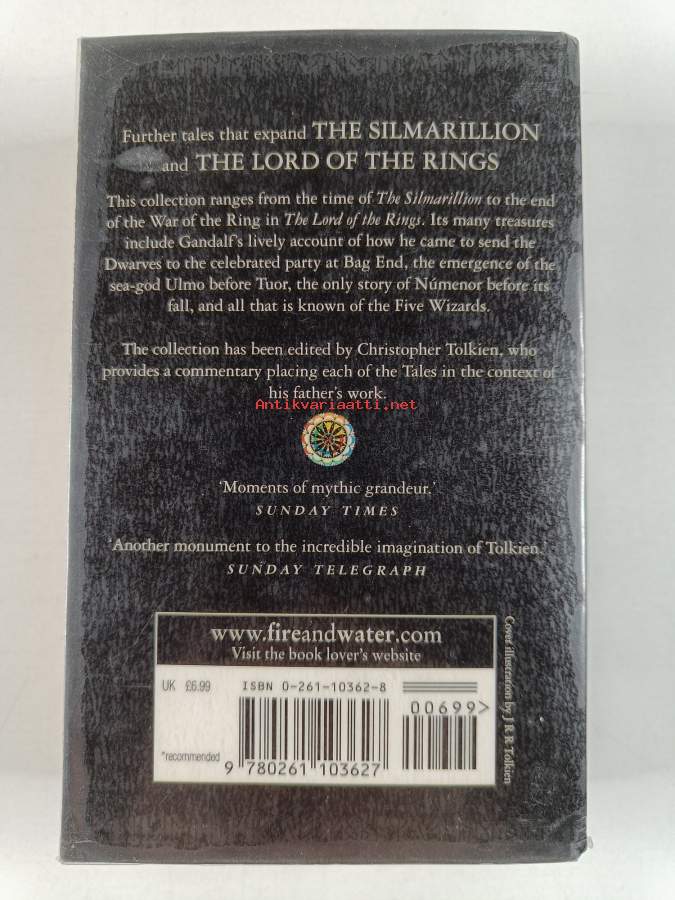 Further tales that expand THE SILMARILLION
and THE LORD OF THE RINGS
This collection ranges from the time of The Silmarillion to the end
of the War of the Ring in The Lord of the Rings. Its many treasures
include Gandalf's lively account of how he came to send the
Dwarves to the celebrated party at Bag End, the emergence of the
sea-god Ulmo before Tuor, the only story of Númenor before its
fall, and all that is known of the Five Wizards.
The collection has been edited by Christopher Tolkien, who
provides a commentary placing each of the Tales in the context of
his father's work.
Antikvariaatti.net
'Moments of mythic grandeur.'
SUNDAY TIMES
'Another monument to the incredible imagination of Tolkien.'
SUNDAY TELEGRAPH
www.fireandwater.com
Visit the book lover's website
UK £6.99
ISBN 0-261-10362-8
00699>
*recommended
9 780261 103627
Cover illustration by J R R Tolkien